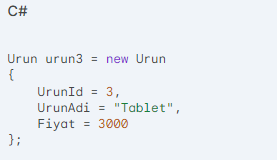 C#
Urun urun3 = new Urun
{
    UrunId = 3,
    UrunAdi = "Tablet",
    Fiyat = 3000
};